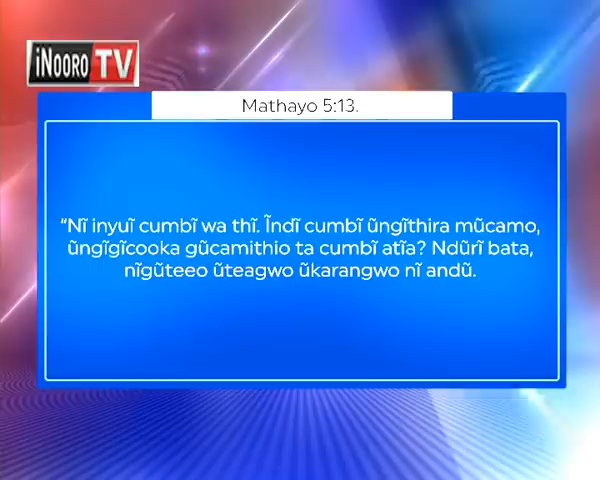 iNOORO TV
Mathayo 5:13.
“Nĩ inyuĩ cumbĩ wa thĩ. Ĩndĩ cumbĩ ũngĩthira mũcamo,
ũngĩgĩcooka gũcamithio ta cumbĩ atĩa? Ndũrĩ bata,
nĩgũteeo ũteagwo ũkarangwo nĩ andũ.